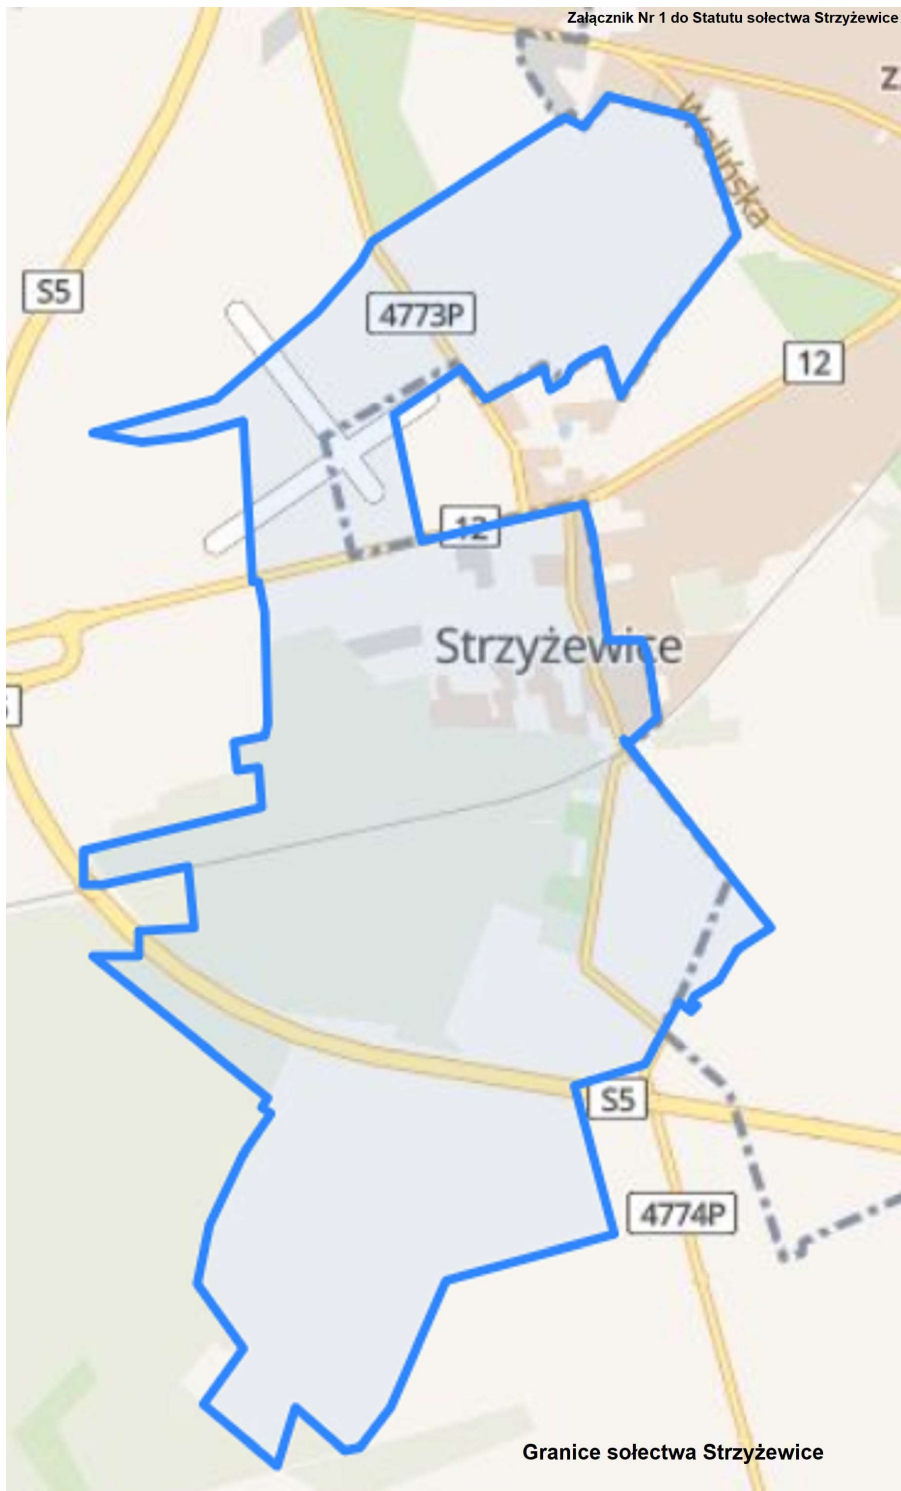 Załącznik Nr 1 do Statutu sołectwa Strzyżewice
Wolińska
S5
4773P
12
12
Strzyżewice
S5
4774P
Granice sołectwa Strzyżewice